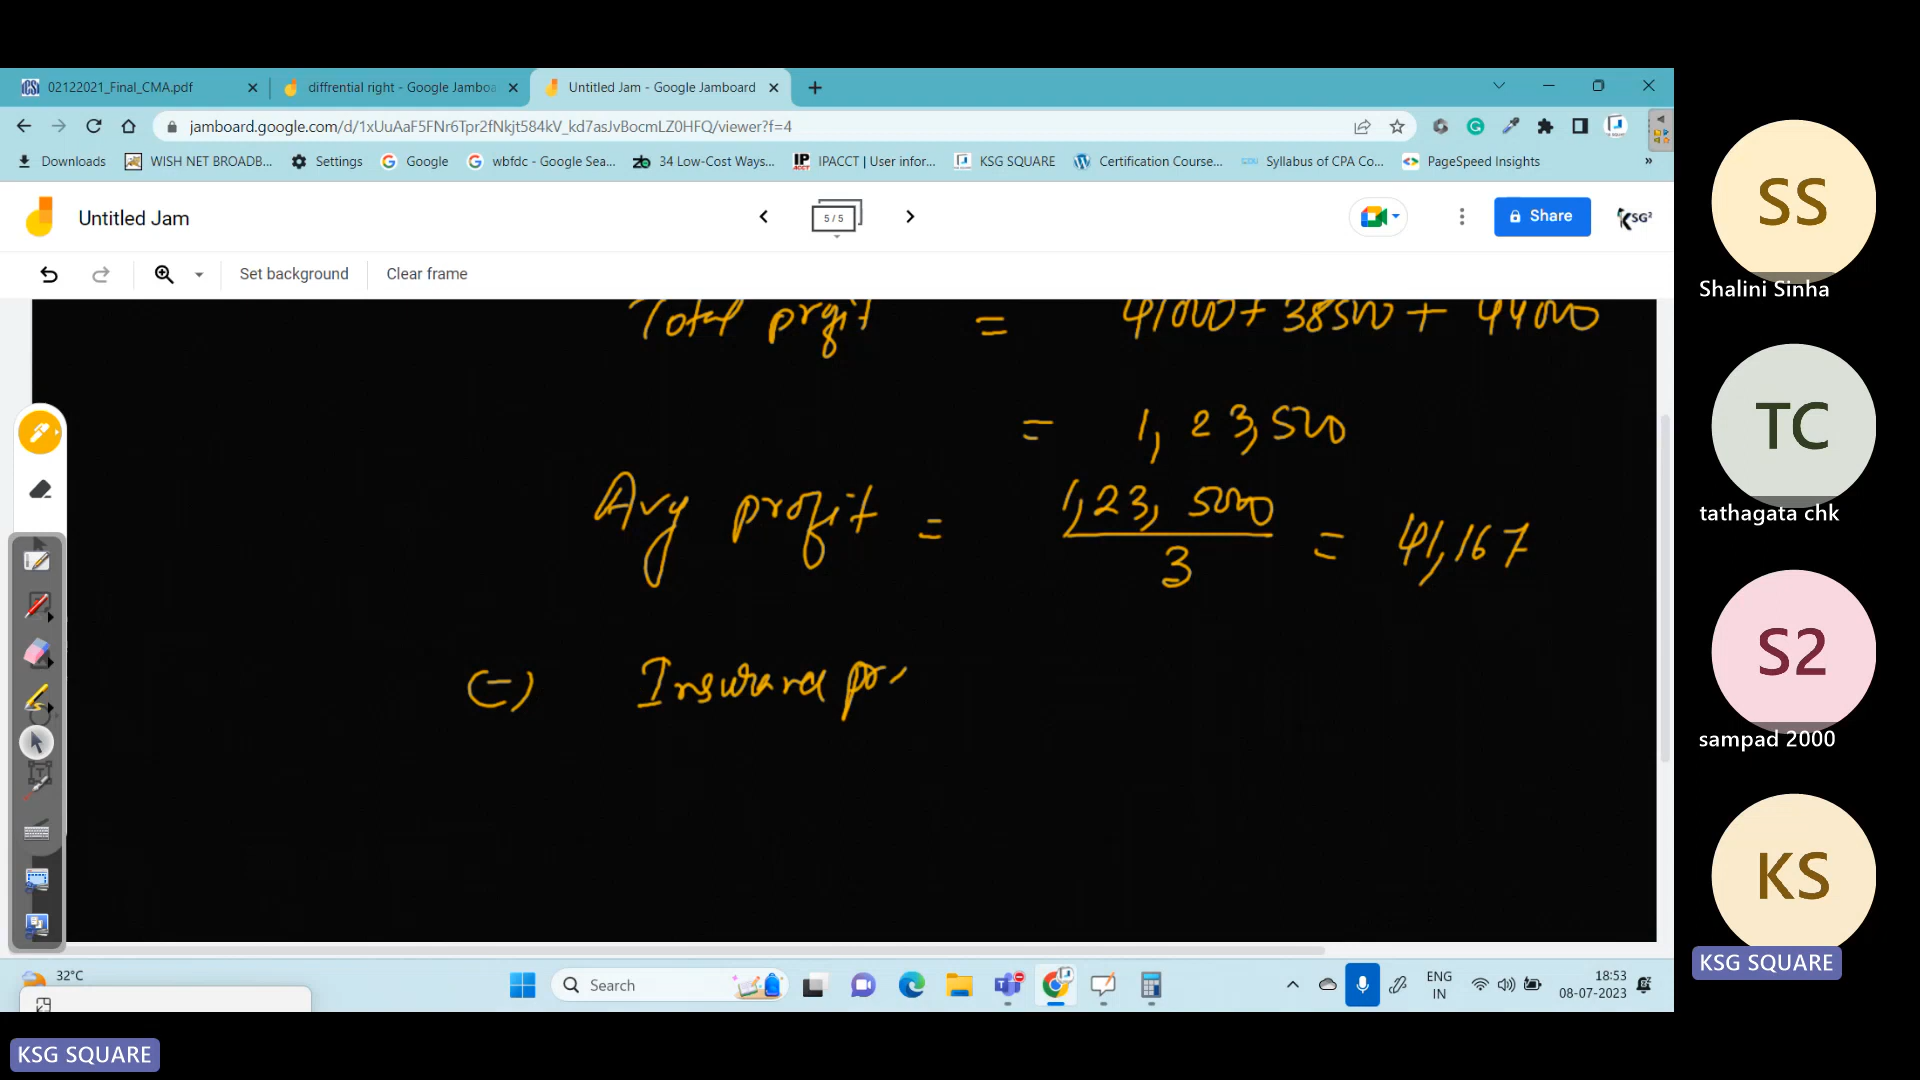 02122021_Final_CMA.pdf
diffrential right - Google Jamboa
Untitled Jam - Google Jamboard
jamboard.google.com/d/1xUuAaF5FNr6Tpr2fNkjt584kV_kd7asJvBocmLZ0HFQ/viewer?f=4
Downloads WISH NET BROADB... Settings Google wbfdc - Google Sea... 34 Low-Cost Ways... IPACCT | User infor... KSG SQUARE Certification Course... Syllabus of CPA Co... PageSpeed Insights »
Untitled Jam
5 / 5
Share
KSG²
Set background Clear frame
Total profit = 41000 + 38500 + 44000
= 1,23,500
Avg profit = 1,23,500 / 3 = 41,167
(-) Insurance pr
32°C
Search
ENG
IN
18:53
08-07-2023
SS
Shalini Sinha
TC
tathagata chk
S2
sampad 2000
KS
KSG SQUARE
KSG SQUARE